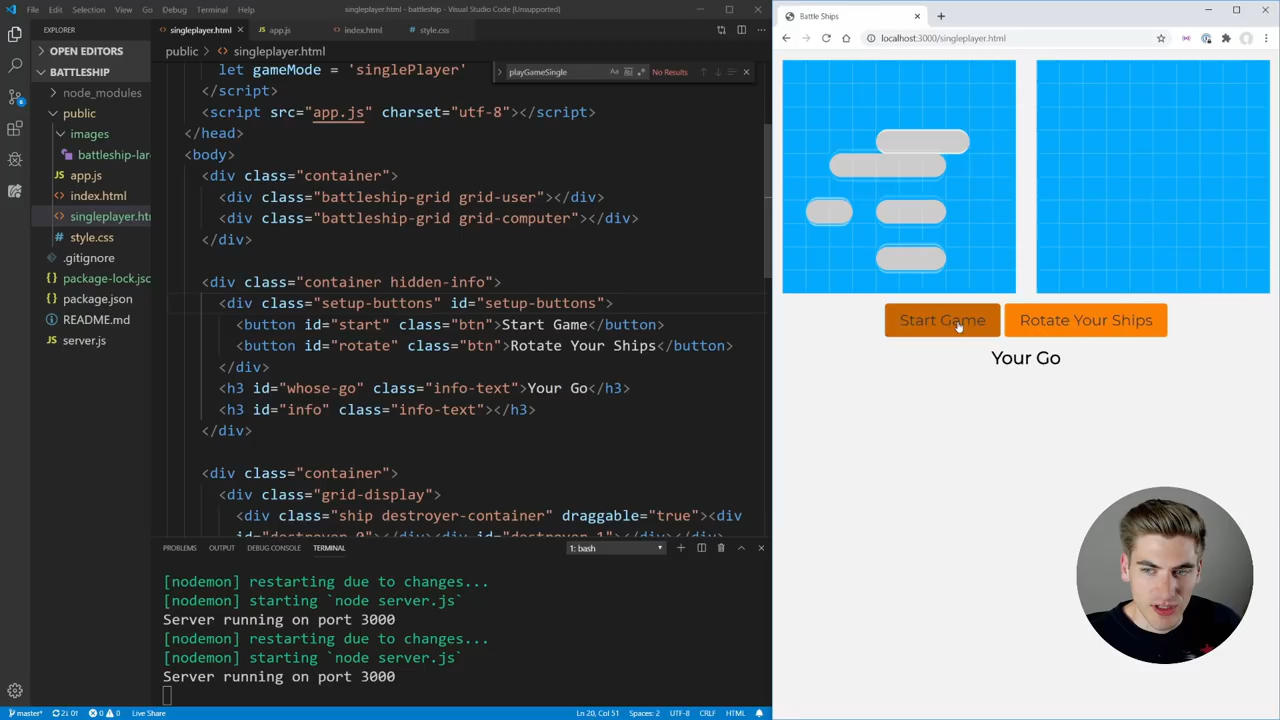 File Edit Selection View Go Debug Terminal Help
singleplayer.html - battleship - Visual Studio Code [Unsupported]
EXPLORER
OPEN EDITORS
BATTLESHIP
node_modules
public
images
battleship-lar
app.js
index.html
singleplayer.htr
style.css
.gitignore
package-lock.jsc
package.json
README.md
server.js
singleplayer.html app.js index.html style.css
public > singleplayer.html
playGameSingle Aa No Results
let gameMode = 'singlePlayer'
</script>
<script src="app.js" charset="utf-8"></script>
</head>
<body>
<div class="container">
<div class="battleship-grid grid-user"></div>
<div class="battleship-grid grid-computer"></div>
</div>
<div class="container hidden-info">
<div class="setup-buttons" id="setup-buttons">
<button id="start" class="btn">Start Game</button>
<button id="rotate" class="btn">Rotate Your Ships</button>
</div>
<h3 id="whose-go" class="info-text">Your Go</h3>
<h3 id="info" class="info-text"></h3>
</div>
<div class="container">
<div class="grid-display">
<div class="ship destroyer-container" draggable="true"><div
id="destroyer-0"></div><div id="destroyer-1"></div></div>
PROBLEMS OUTPUT DEBUG CONSOLE TERMINAL 1: bash
[nodemon] restarting due to changes...
[nodemon] starting `node server.js`
Server running on port 3000
[nodemon] restarting due to changes...
[nodemon] starting `node server.js`
Server running on port 3000
master* 2↓ 0↑ 0 0 Live Share Ln 20, Col 51 Spaces: 2 UTF-8 CRLF HTML
Battle Ships
localhost:3000/singleplayer.html
Start Game Rotate Your Ships
Your Go